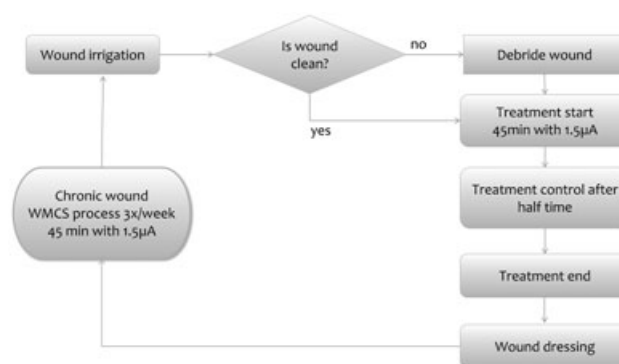 Wound irrigation
Is wound
clean?
no
Debride wound
yes
Treatment start
45min with 1.5µA
Treatment control after
half time
Chronic wound
WMCS process 3x/week
45 min with 1.5µA
Treatment end
Wound dressing